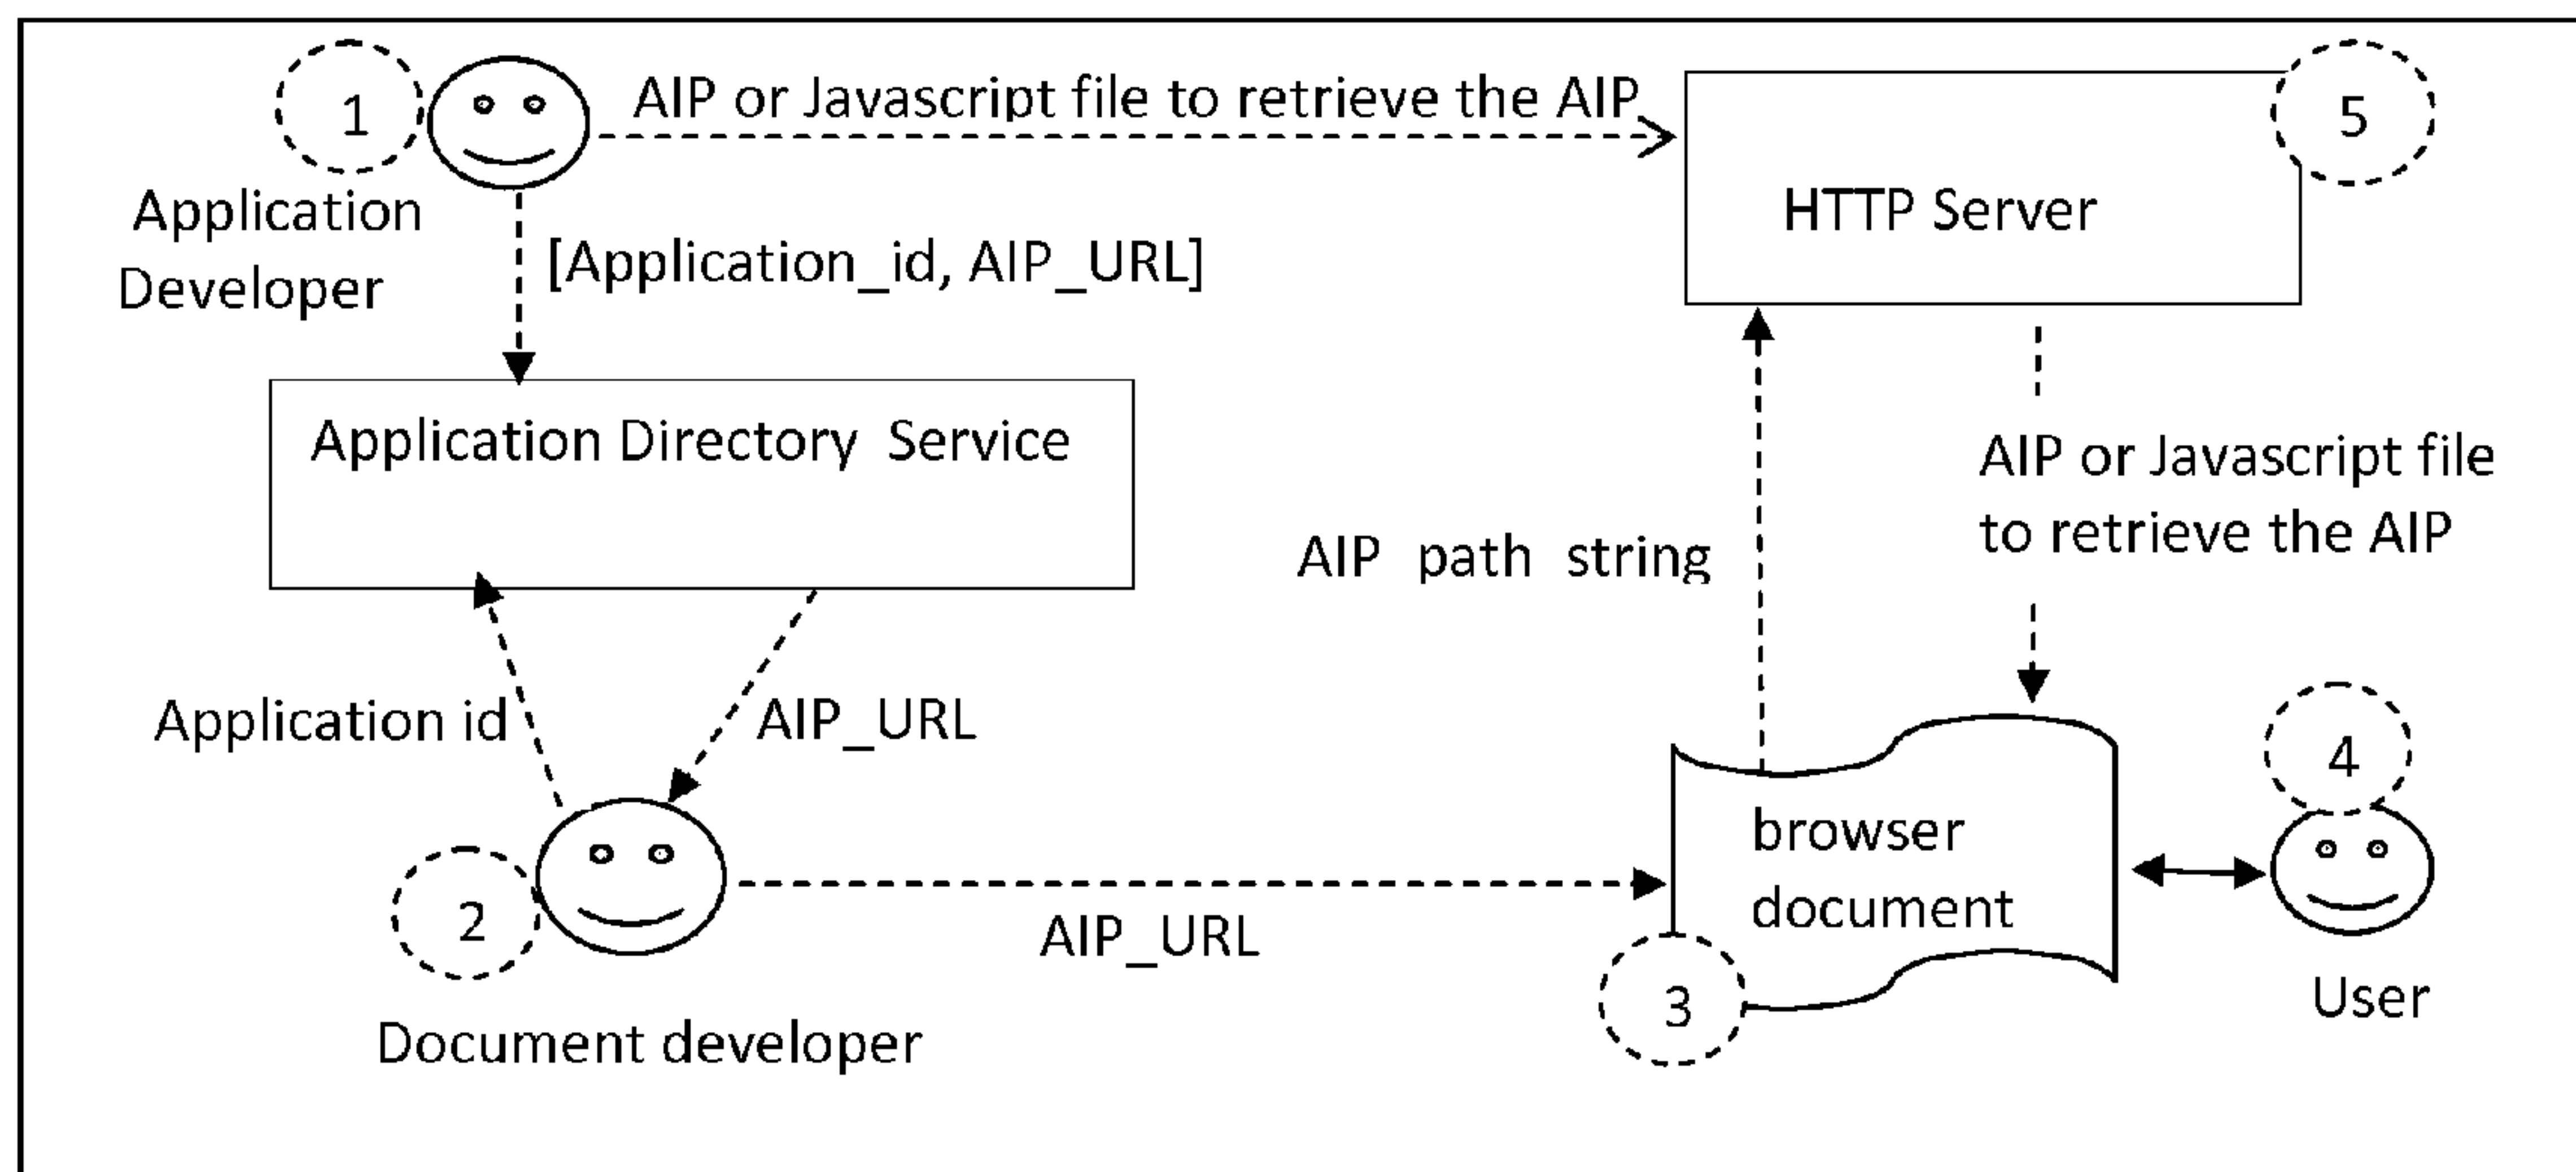 1
AIP or Javascript file to retrieve the AIP
5
Application
Developer
HTTP Server
[Application_id, AIP_URL]
Application Directory Service
AIP or Javascript file
to retrieve the AIP
AIP path string
Application id
AIP_URL
4
browser
document
2
AIP_URL
3
User
Document developer